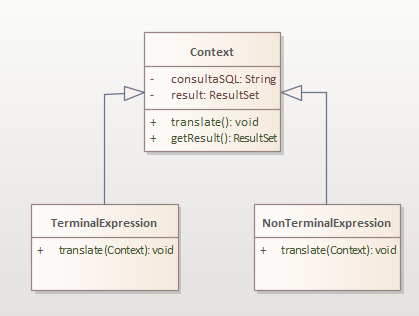 Context
- consultaSQL: String
- result: ResultSet
+ translate(): void
+ getResult(): ResultSet
TerminalExpression
+ translate(Context): void
NonTerminalExpression
+ translate(Context): void